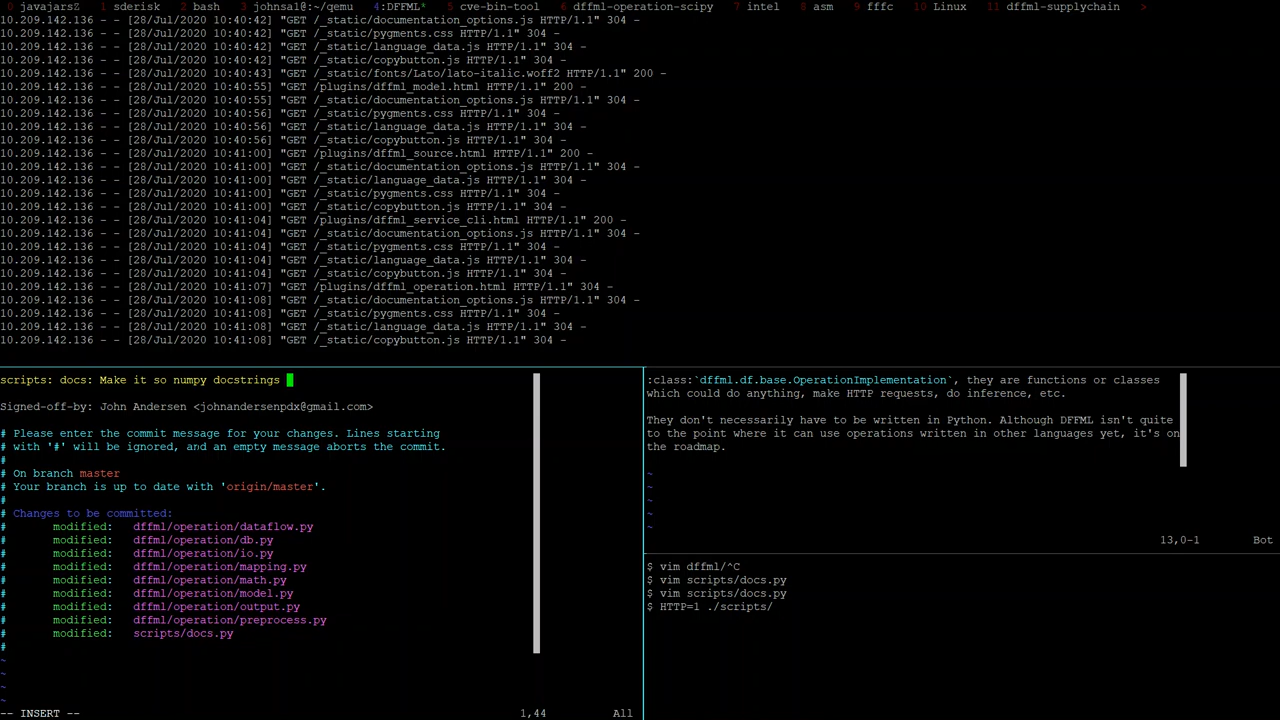 0 javajarsZ 1 sderisk 2 bash 3 johnsal@:~/qemu 4:DFFML* 5 cve-bin-tool 6 dffml-operation-scipy 7 intel 8 asm 9 fffc 10 Linux 11 dffml-supplychain >
10.209.142.136 - - [28/Jul/2020 10:40:42] "GET /_static/documentation_options.js HTTP/1.1" 304 -
10.209.142.136 - - [28/Jul/2020 10:40:42] "GET /_static/pygments.css HTTP/1.1" 304 -
10.209.142.136 - - [28/Jul/2020 10:40:42] "GET /_static/language_data.js HTTP/1.1" 304 -
10.209.142.136 - - [28/Jul/2020 10:40:42] "GET /_static/copybutton.js HTTP/1.1" 304 -
10.209.142.136 - - [28/Jul/2020 10:40:43] "GET /_static/fonts/Lato/lato-italic.woff2 HTTP/1.1" 200 -
10.209.142.136 - - [28/Jul/2020 10:40:55] "GET /plugins/dffml_model.html HTTP/1.1" 200 -
10.209.142.136 - - [28/Jul/2020 10:40:55] "GET /_static/documentation_options.js HTTP/1.1" 304 -
10.209.142.136 - - [28/Jul/2020 10:40:56] "GET /_static/pygments.css HTTP/1.1" 304 -
10.209.142.136 - - [28/Jul/2020 10:40:56] "GET /_static/language_data.js HTTP/1.1" 304 -
10.209.142.136 - - [28/Jul/2020 10:40:56] "GET /_static/copybutton.js HTTP/1.1" 304 -
10.209.142.136 - - [28/Jul/2020 10:41:00] "GET /plugins/dffml_source.html HTTP/1.1" 200 -
10.209.142.136 - - [28/Jul/2020 10:41:00] "GET /_static/documentation_options.js HTTP/1.1" 304 -
10.209.142.136 - - [28/Jul/2020 10:41:00] "GET /_static/language_data.js HTTP/1.1" 304 -
10.209.142.136 - - [28/Jul/2020 10:41:00] "GET /_static/pygments.css HTTP/1.1" 304 -
10.209.142.136 - - [28/Jul/2020 10:41:00] "GET /_static/copybutton.js HTTP/1.1" 304 -
10.209.142.136 - - [28/Jul/2020 10:41:04] "GET /plugins/dffml_service_cli.html HTTP/1.1" 200 -
10.209.142.136 - - [28/Jul/2020 10:41:04] "GET /_static/documentation_options.js HTTP/1.1" 304 -
10.209.142.136 - - [28/Jul/2020 10:41:04] "GET /_static/pygments.css HTTP/1.1" 304 -
10.209.142.136 - - [28/Jul/2020 10:41:04] "GET /_static/language_data.js HTTP/1.1" 304 -
10.209.142.136 - - [28/Jul/2020 10:41:04] "GET /_static/copybutton.js HTTP/1.1" 304 -
10.209.142.136 - - [28/Jul/2020 10:41:07] "GET /plugins/dffml_operation.html HTTP/1.1" 304 -
10.209.142.136 - - [28/Jul/2020 10:41:08] "GET /_static/documentation_options.js HTTP/1.1" 304 -
10.209.142.136 - - [28/Jul/2020 10:41:08] "GET /_static/pygments.css HTTP/1.1" 304 -
10.209.142.136 - - [28/Jul/2020 10:41:08] "GET /_static/language_data.js HTTP/1.1" 304 -
10.209.142.136 - - [28/Jul/2020 10:41:08] "GET /_static/copybutton.js HTTP/1.1" 304 -
scripts: docs: Make it so numpy docstrings
Signed-off-by: John Andersen <johnandersenpdx@gmail.com>
# Please enter the commit message for your changes. Lines starting
# with '#' will be ignored, and an empty message aborts the commit.
#
# On branch master
# Your branch is up to date with 'origin/master'.
#
# Changes to be committed:
# modified: dffml/operation/dataflow.py
# modified: dffml/operation/db.py
# modified: dffml/operation/io.py
# modified: dffml/operation/mapping.py
# modified: dffml/operation/math.py
# modified: dffml/operation/model.py
# modified: dffml/operation/output.py
# modified: dffml/operation/preprocess.py
# modified: scripts/docs.py
#
~
~
~
~
-- INSERT -- 1,44 All
:class:`dffml.df.base.OperationImplementation`, they are functions or classes
which could do anything, make HTTP requests, do inference, etc.
They don't necessarily have to be written in Python. Although DFFML isn't quite
to the point where it can use operations written in other languages yet, it's on
the roadmap.
~
~
~
~
~
13,0-1 Bot
$ vim dffml/^C
$ vim scripts/docs.py
$ vim scripts/docs.py
$ HTTP=1 ./scripts/